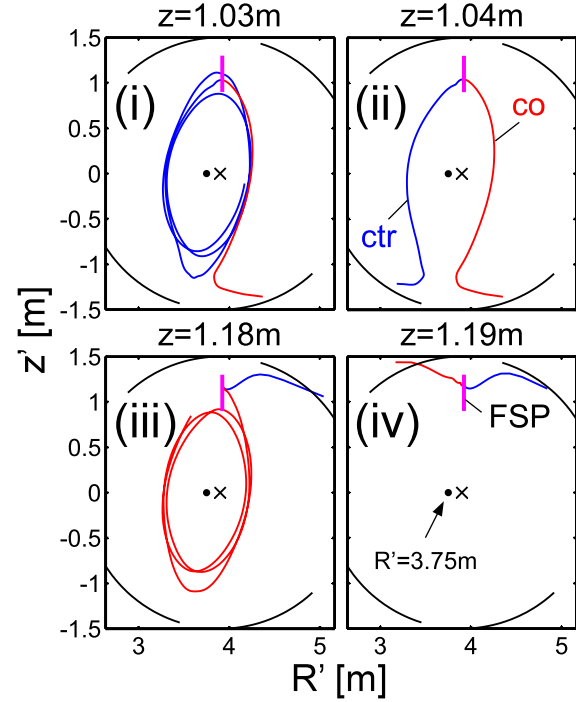 z=1.03m
z=1.04m
1.5
1
0.5
0
-0.5
-1
-1.5
(i)
(ii)
co
ctr
z' [m]
z=1.18m
z=1.19m
1.5
1
0.5
0
-0.5
-1
-1.5
(iii)
(iv)
FSP
R'=3.75m
3
4
5
3
4
5
R' [m]